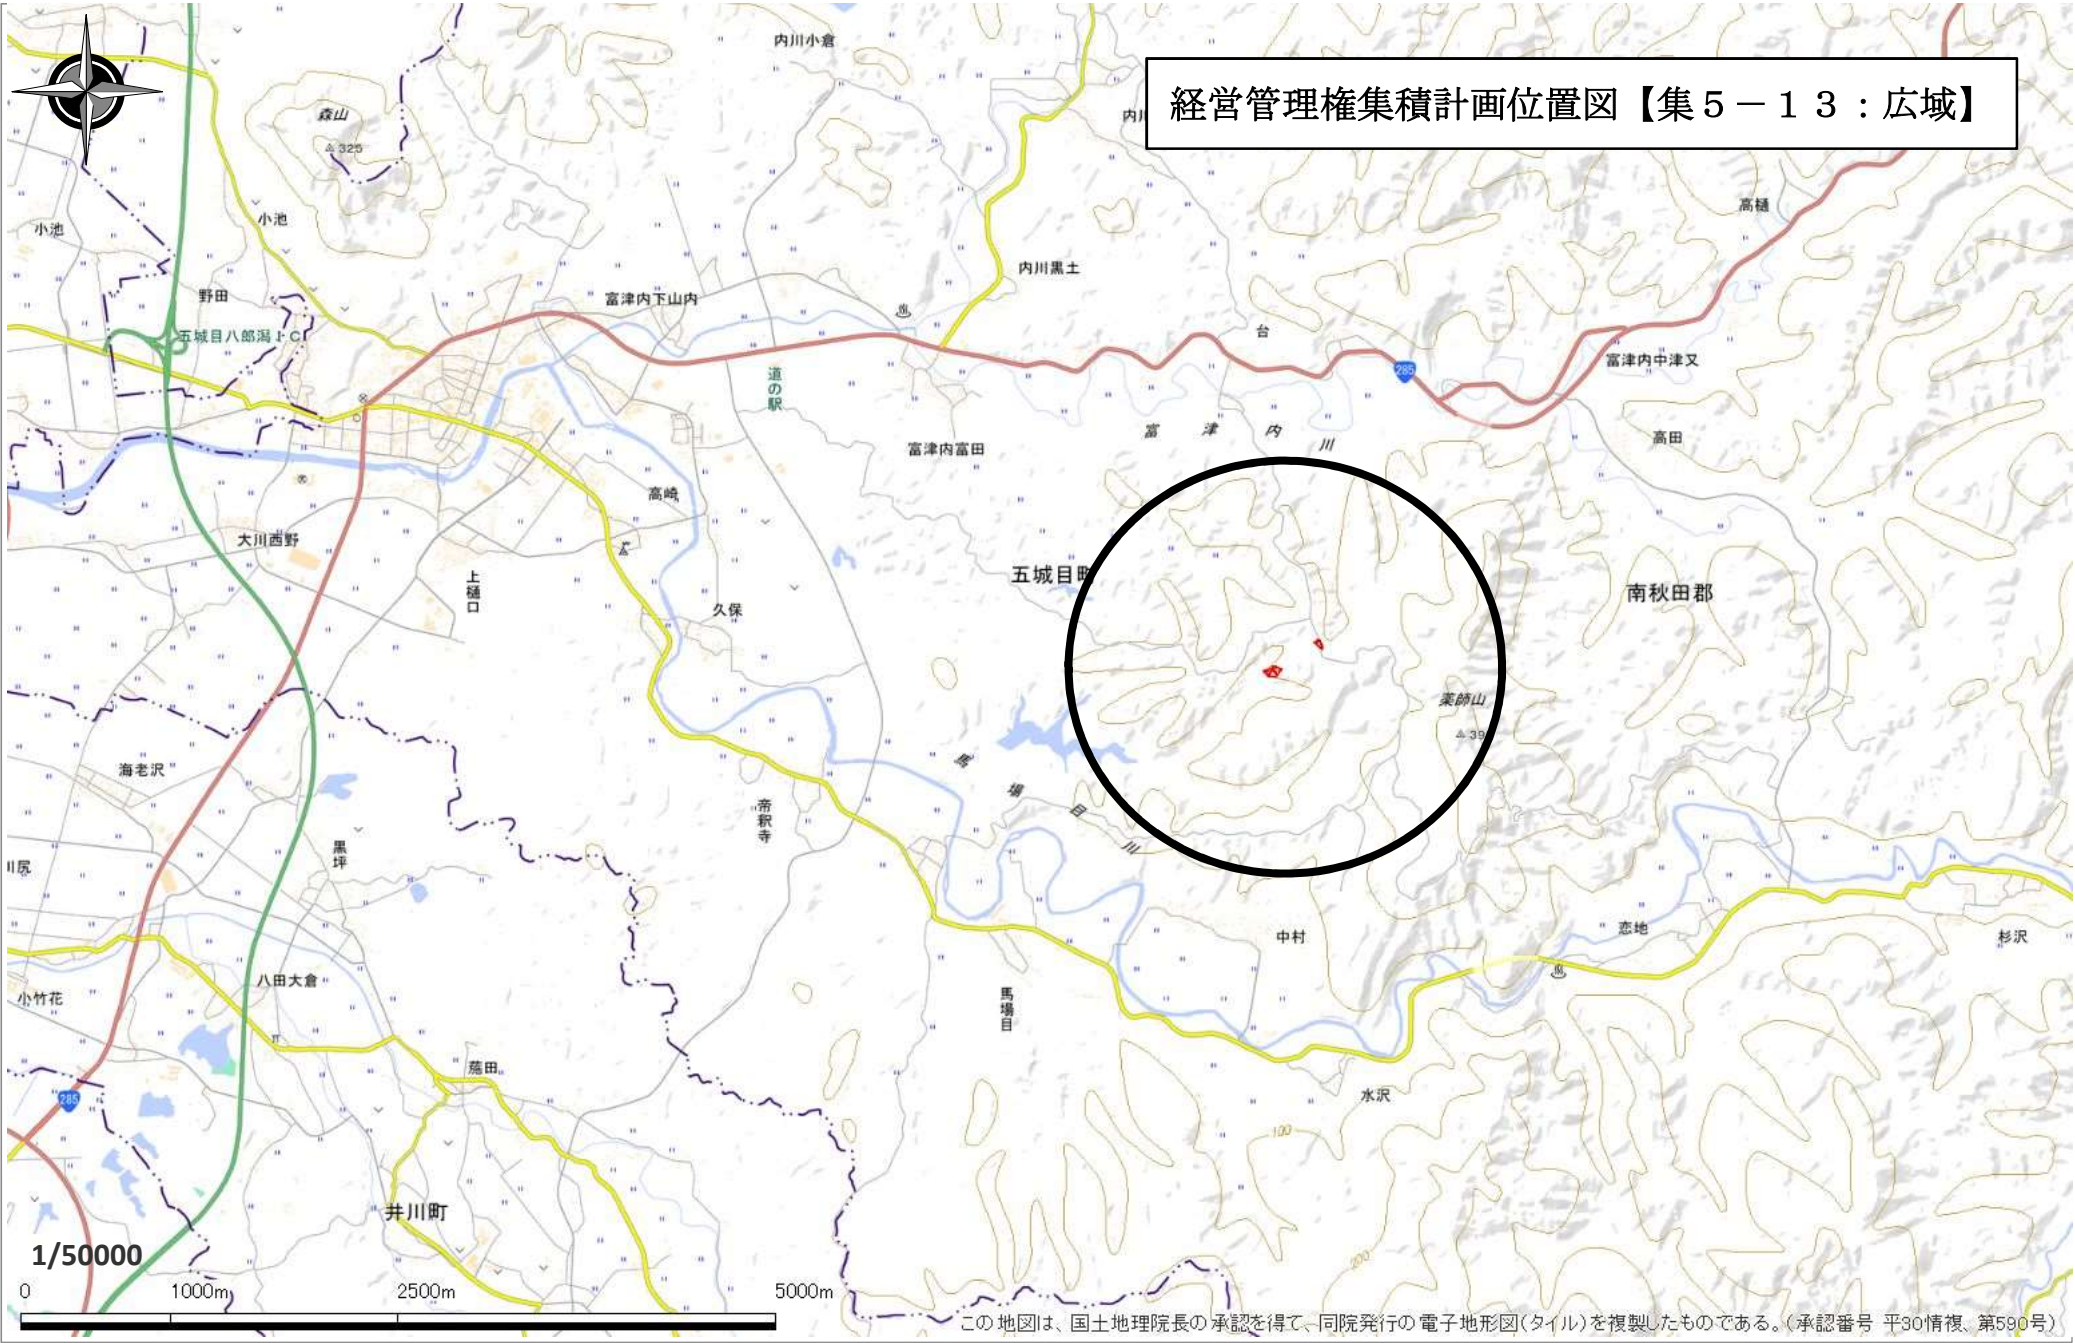 経営管理権集積計画位置図【集５－１３：広域】
内川小倉
森山
325
小池
小池
高樋
内川黒土
野田
富津内下山内
五城目八郎潟I・C
台
道の駅
285
富津内中津又
富津内川
高田
富津内富田
高崎
大川西野
上樋口
五城目町
南秋田郡
久保
薬師山
39
海老沢
馬場目川
帝釈寺
黒坪
川尻
中村
恋地
杉沢
八田大倉
小竹花
馬場目
水沢
285
100
井川町
200
1/50000
0 1000m 2500m 5000m
この地図は、国土地理院長の承認を得て、同院発行の電子地形図(タイル)を複製したものである。(承認番号 平30情複、第590号)